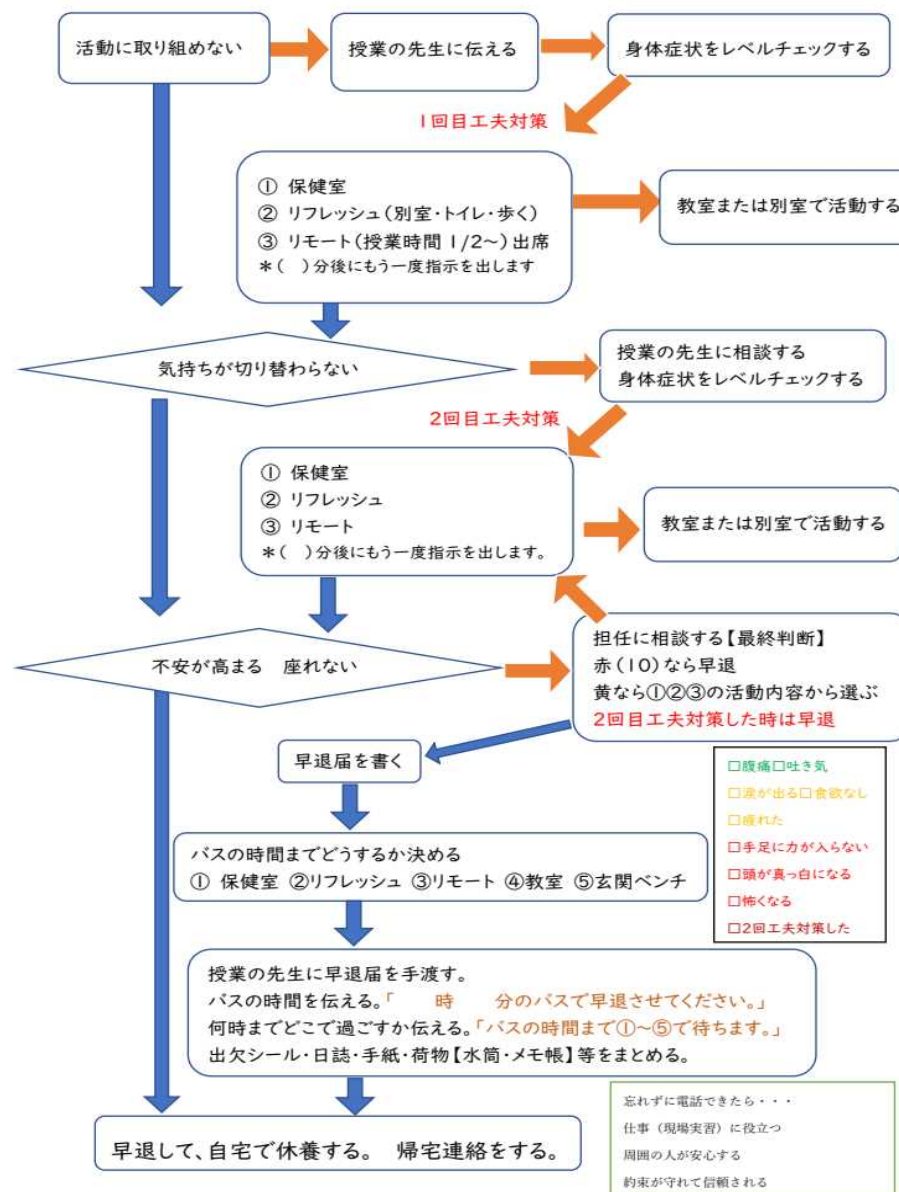 活動に取り組めない
授業の先生に伝える
身体症状をレベルチェックする
1回目工夫対策
① 保健室
② リフレッシュ(別室・トイレ・歩く)
③ リモート(授業時間 1/2~)出席
*( )分後にもう一度指示を出します
教室または別室で活動する
気持ちが切り替わらない
授業の先生に相談する
身体症状をレベルチェックする
2回目工夫対策
① 保健室
② リフレッシュ
③ リモート
*( )分後にもう一度指示を出します。
教室または別室で活動する
不安が高まる 座れない
担任に相談する【最終判断】
赤(10)なら早退
黄なら①②③の活動内容から選ぶ
2回目工夫対策した時は早退
早退届を書く
□腹痛□吐き気
□涙が出る□食欲なし
□疲れた
□手足に力が入らない
□頭が真っ白になる
□怖くなる
□2回工夫対策した
バスの時間までどうするか決める
① 保健室 ②リフレッシュ ③リモート ④教室 ⑤玄関ベンチ
授業の先生に早退届を手渡す。
バスの時間を伝える。「 時 分のバスで早退させてください。」
何時までどこで過ごすか伝える。「バスの時間まで①~⑤で待ちます。」
出欠シール・日誌・手紙・荷物【水筒・メモ帳】等をまとめる。
早退して、自宅で休養する。 帰宅連絡をする。
忘れずに電話できたら・・・
仕事(現場実習)に役立つ
周囲の人が安心する
約束が守れて信頼される